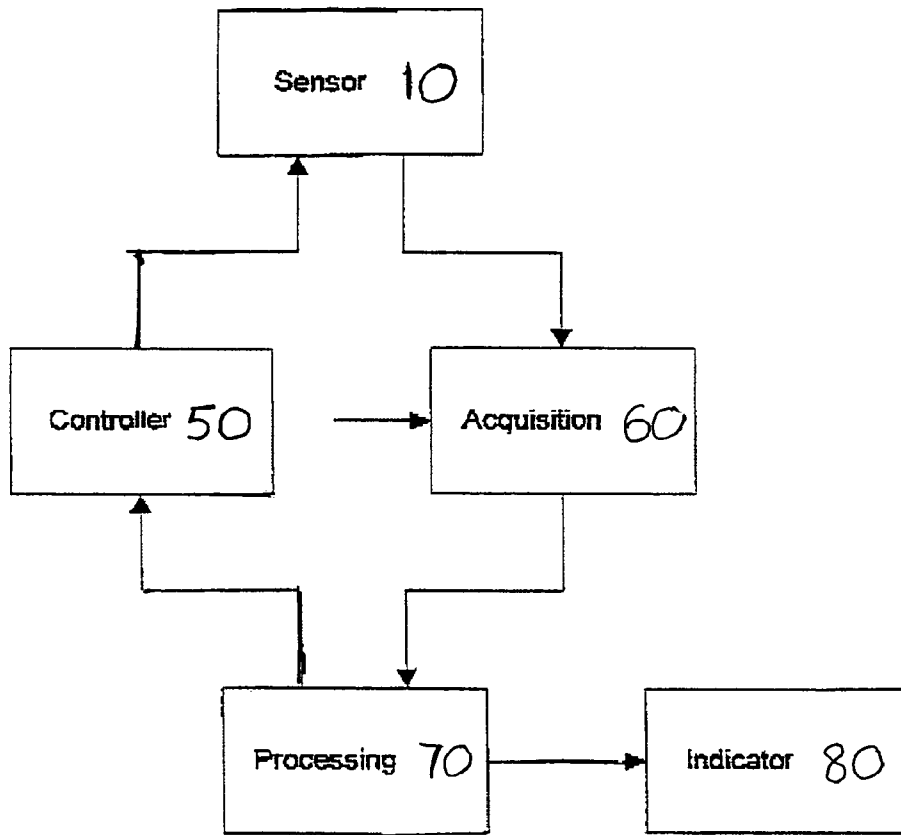 Sensor 10
Controller 50
Acquisition 60
Processing 70
Indicator 80